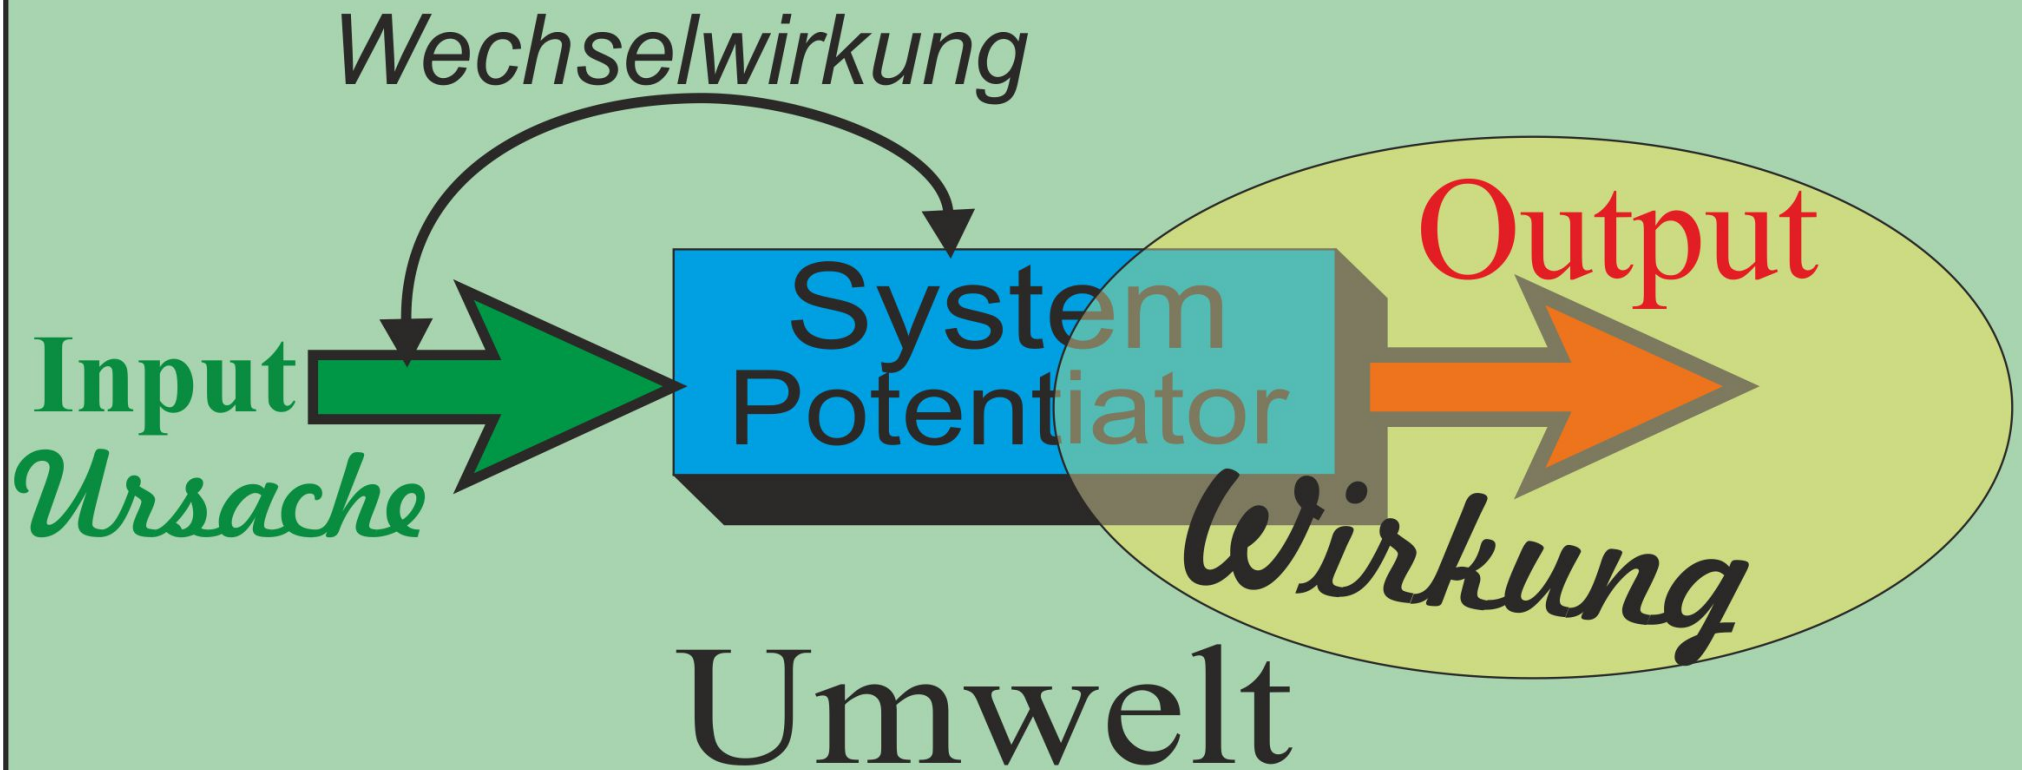 Wechselwirkung
Output
System
Potentiator
Input
Ursache
Wirkung
Umwelt